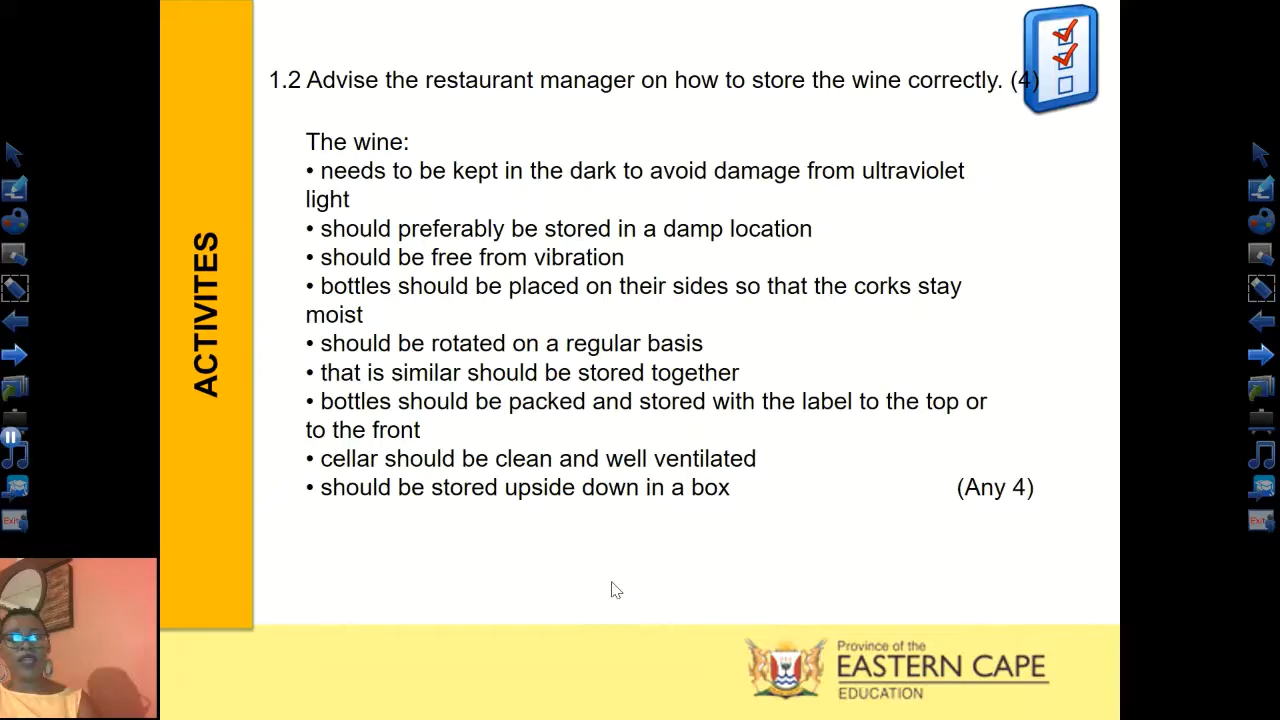 1.2 Advise the restaurant manager on how to store the wine correctly. (4)
The wine:
• needs to be kept in the dark to avoid damage from ultraviolet
light
• should preferably be stored in a damp location
• should be free from vibration
• bottles should be placed on their sides so that the corks stay
moist
• should be rotated on a regular basis
• that is similar should be stored together
• bottles should be packed and stored with the label to the top or
to the front
• cellar should be clean and well ventilated
• should be stored upside down in a box (Any 4)
ACTIVITES
Province of the
EASTERN CAPE
EDUCATION
Exit
Exit